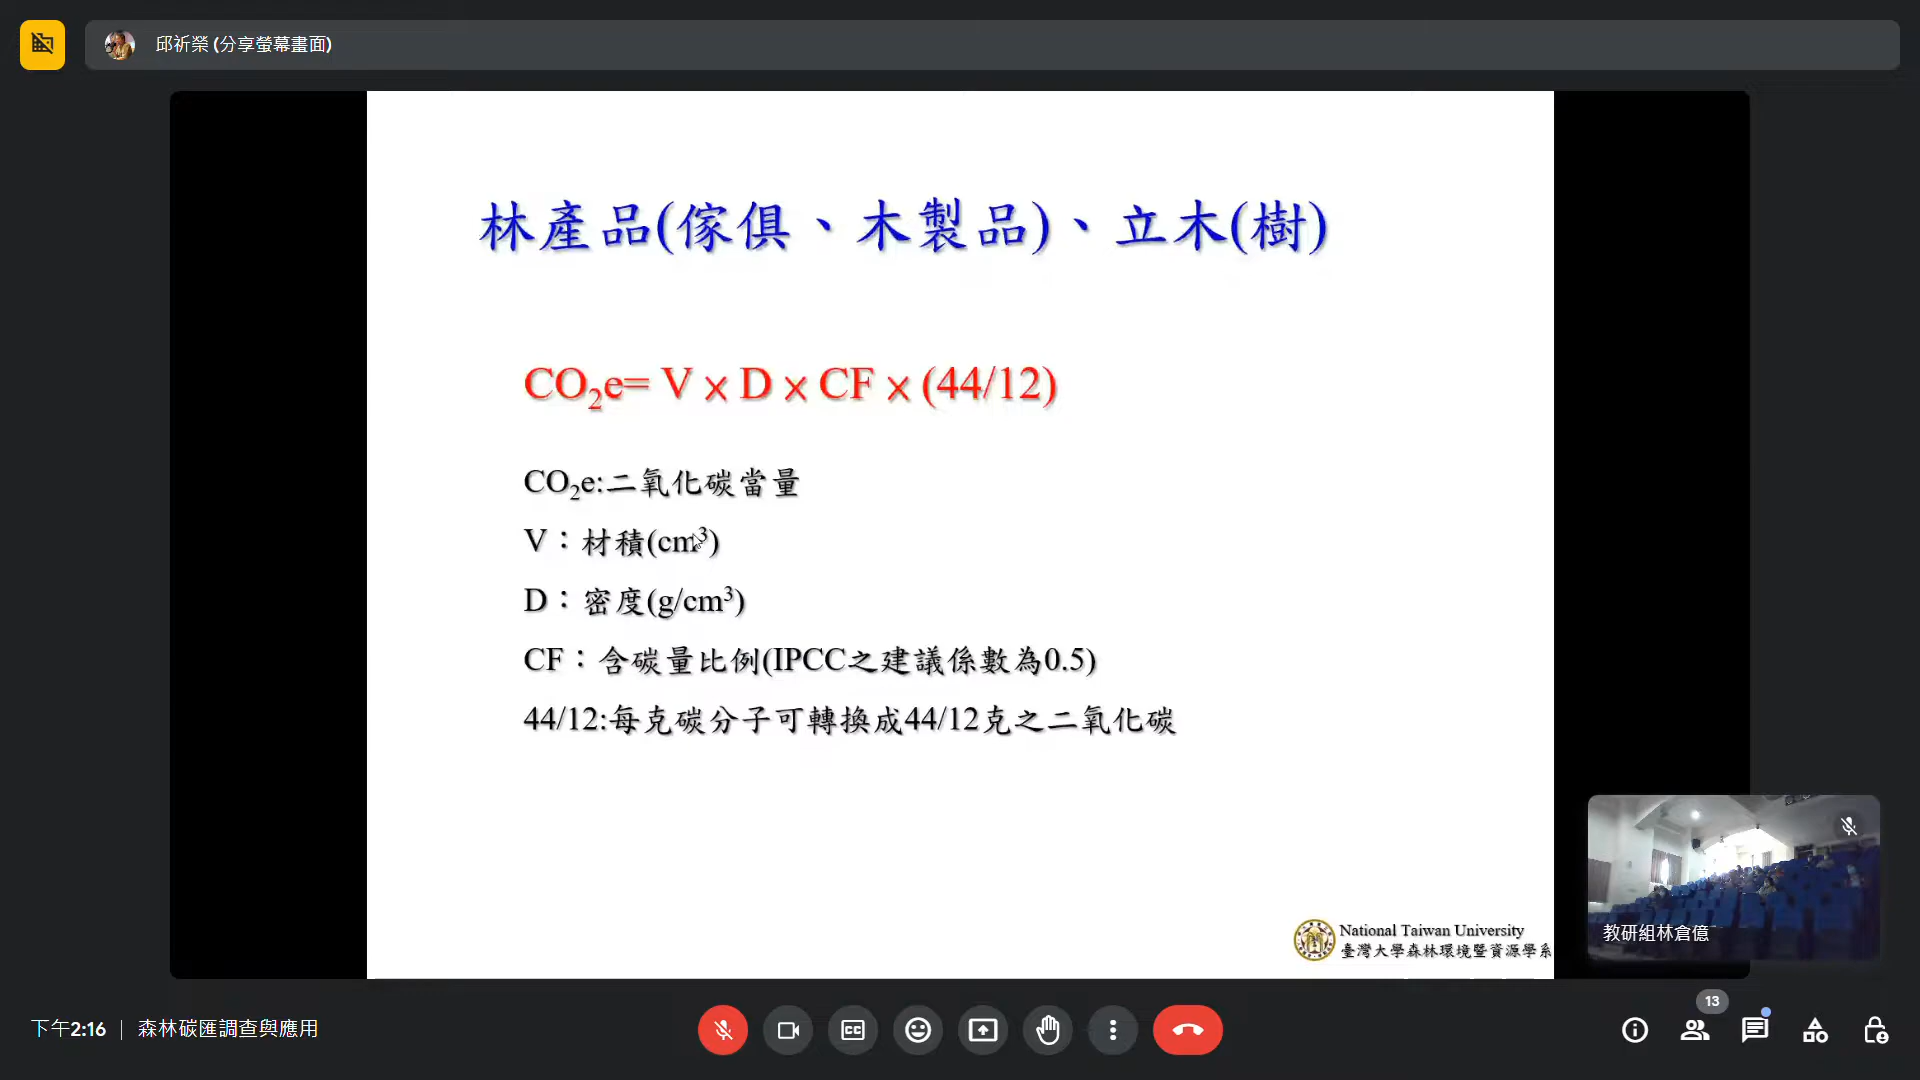 邱祈榮 (分享螢幕畫面)
林產品(傢俱、木製品)、立木(樹)
CO₂e= V × D × CF × (44/12)
CO₂e:二氧化碳當量
V：材積(cm³)
D：密度(g/cm³)
CF：含碳量比例(IPCC之建議係數為0.5)
44/12:每克碳分子可轉換成44/12克之二氧化碳
National Taiwan University
臺灣大學森林環境暨資源學系
教研組林倉億
13
下午2:16 | 森林碳匯調查與應用
CC